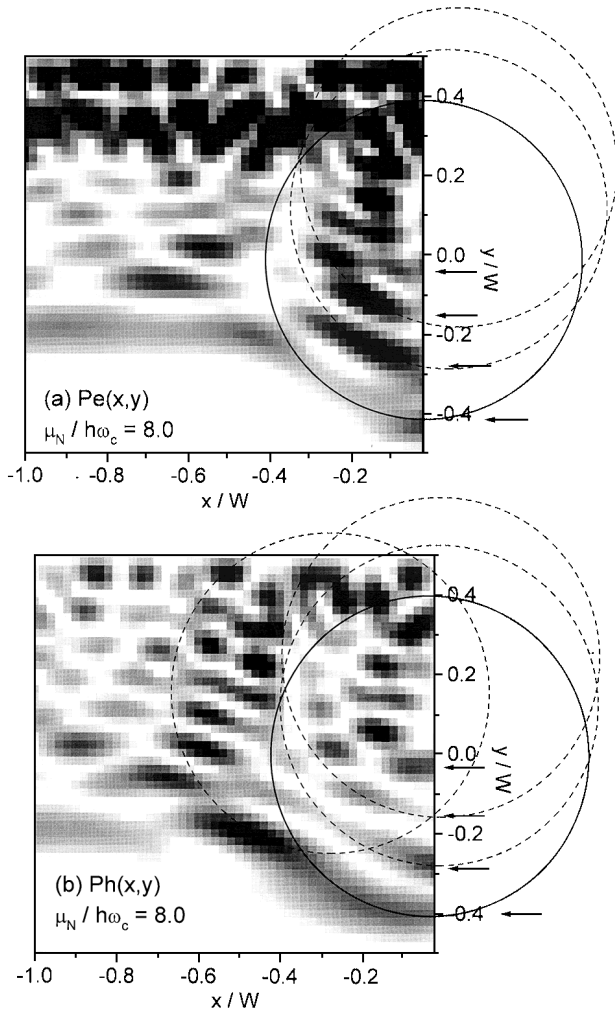 0.4
0.2
0.0
y / W
-0.2
-0.4
(a) Pe(x,y)
μN / hωc = 8.0
-1.0 -0.8 -0.6 -0.4 -0.2
x / W
0.4
0.2
0.0
y / W
-0.2
-0.4
(b) Ph(x,y)
μN / hωc = 8.0
-1.0 -0.8 -0.6 -0.4 -0.2
x / W